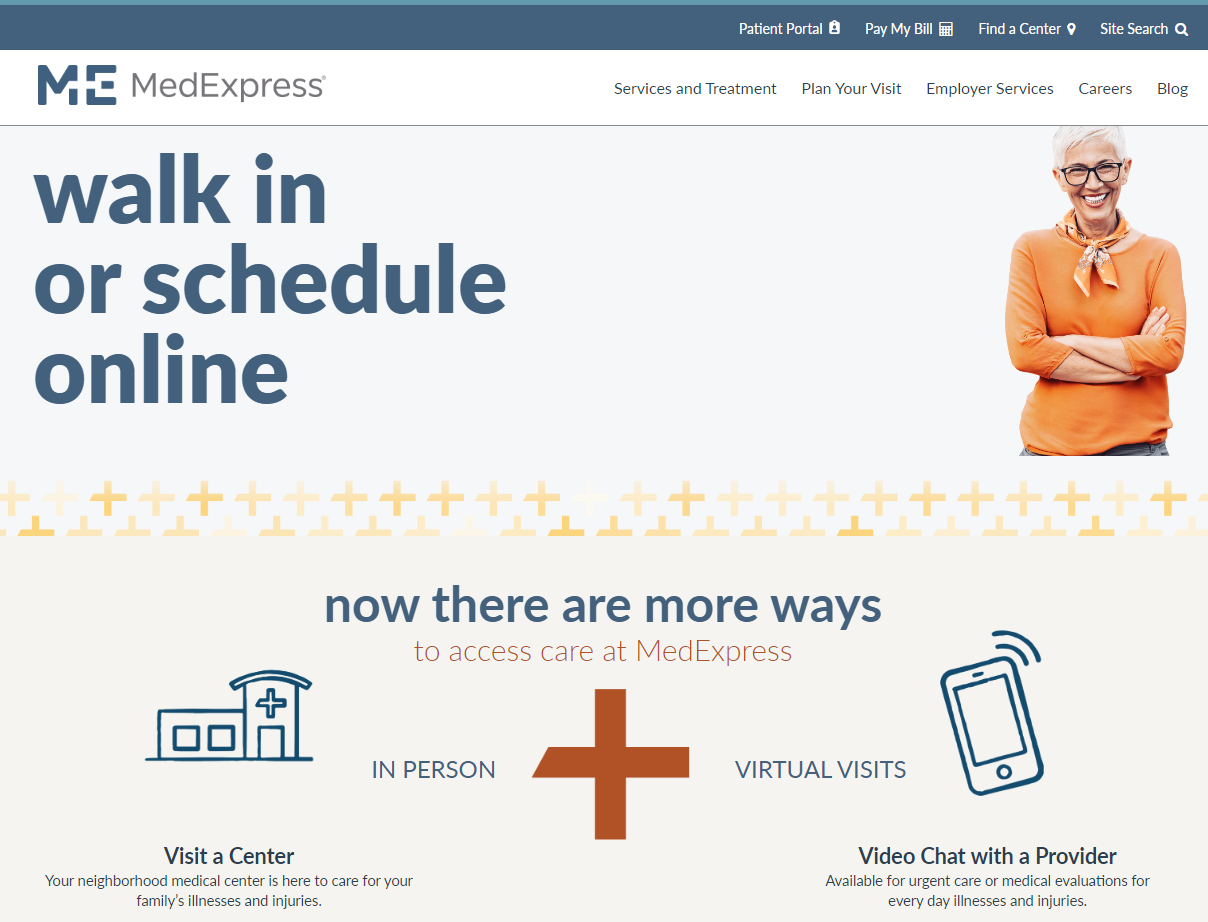 Patient Portal
Pay My Bill
Find a Center
Site Search
ME MedExpress®
Services and Treatment
Plan Your Visit
Employer Services
Careers
Blog
walk in
or schedule
online
now there are more ways
to access care at MedExpress
IN PERSON
VIRTUAL VISITS
Visit a Center
Your neighborhood medical center is here to care for your
family's illnesses and injuries.
Video Chat with a Provider
Available for urgent care or medical evaluations for
every day illnesses and injuries.